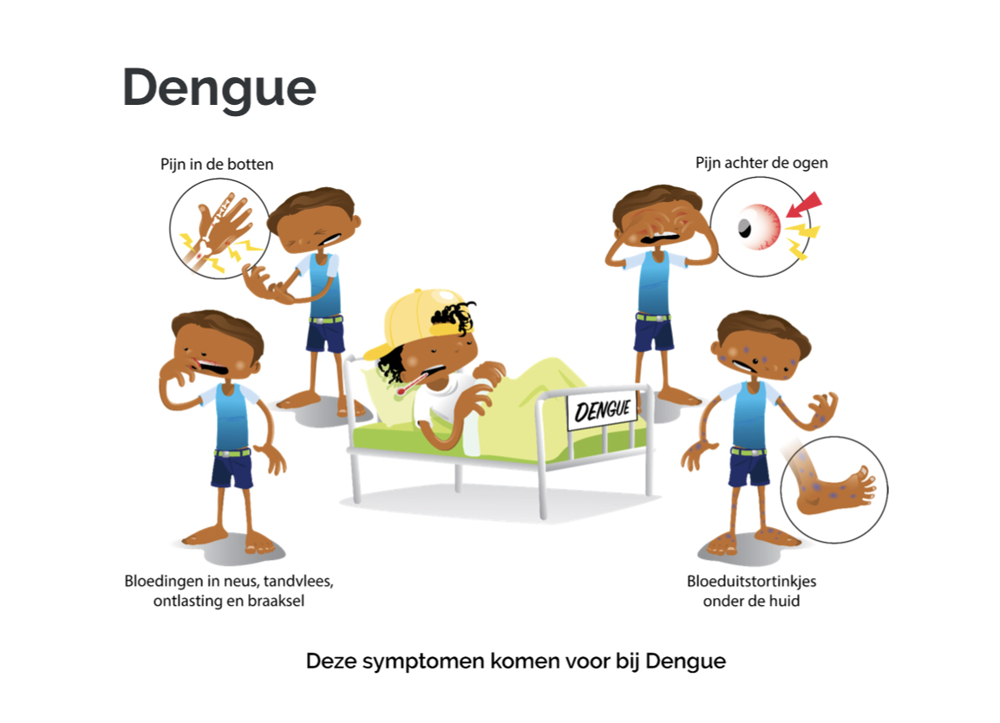 Dengue
Pijn in de botten
Pijn achter de ogen
DENGUE
Bloedingen in neus, tandvlees,
ontlasting en braaksel
Bloeduitstortinkjes
onder de huid
Deze symptomen komen voor bij Dengue